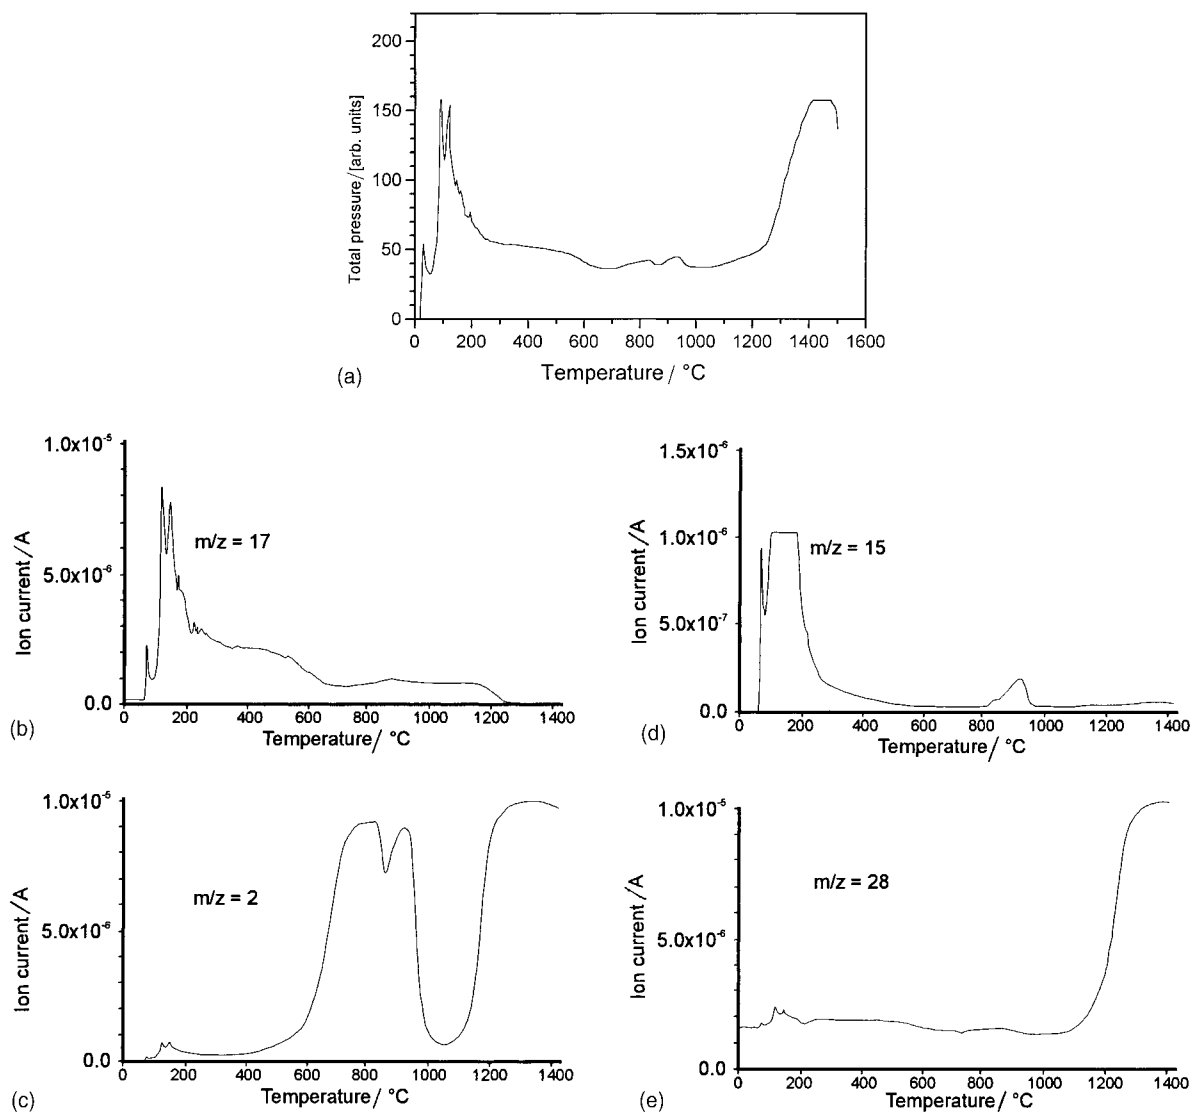 200
150
100
50
0
Total pressure/[arb. units]
0 200 400 600 800 1000 1200 1400 1600
Temperature / °C
(a)
1.0x10⁻⁵
5.0x10⁻⁶
0.0
Ion current/A
m/z = 17
0 200 400 600 800 1000 1200 1400
Temperature/ °C
(b)
1.5x10⁻⁶
1.0x10⁻⁶
5.0x10⁻⁷
0.0
Ion current/A
m/z = 15
0 200 400 600 800 1000 1200 1400
Temperature/ °C
(d)
1.0x10⁻⁵
5.0x10⁻⁶
0.0
Ion current/A
m/z = 2
0 200 400 600 800 1000 1200 1400
Temperature/ °C
(c)
1.0x10⁻⁵
5.0x10⁻⁶
0.0
Ion current/A
m/z = 28
0 200 400 600 800 1000 1200 1400
Temperature/ °C
(e)